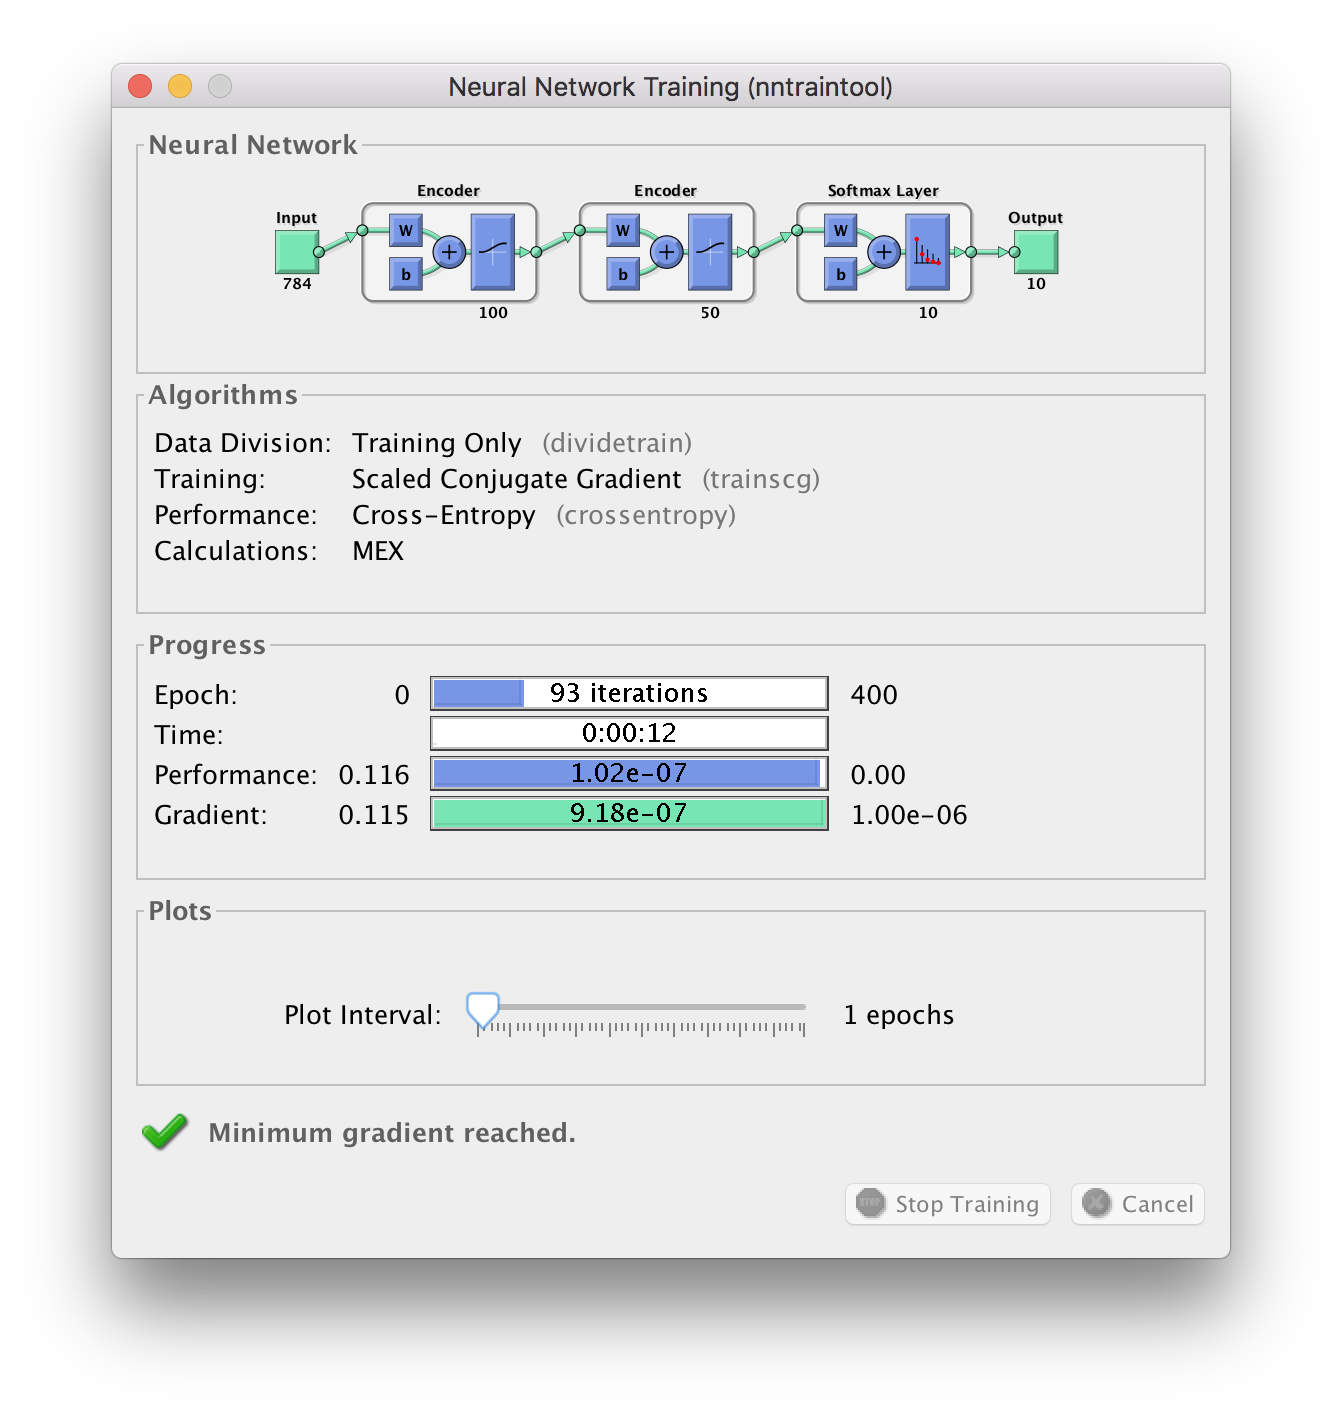 Neural Network Training (nntraintool)
Neural Network
Encoder Encoder Softmax Layer
Input Output
W W W
+ + +
b b b
784 10
100 50 10
Algorithms
Data Division: Training Only (dividetrain)
Training: Scaled Conjugate Gradient (trainscg)
Performance: Cross-Entropy (crossentropy)
Calculations: MEX
Progress
Epoch: 0 93 iterations 400
Time: 0:00:12
Performance: 0.116 1.02e-07 0.00
Gradient: 0.115 9.18e-07 1.00e-06
Plots
Plot Interval: 1 epochs
Minimum gradient reached.
STOP Stop Training Cancel